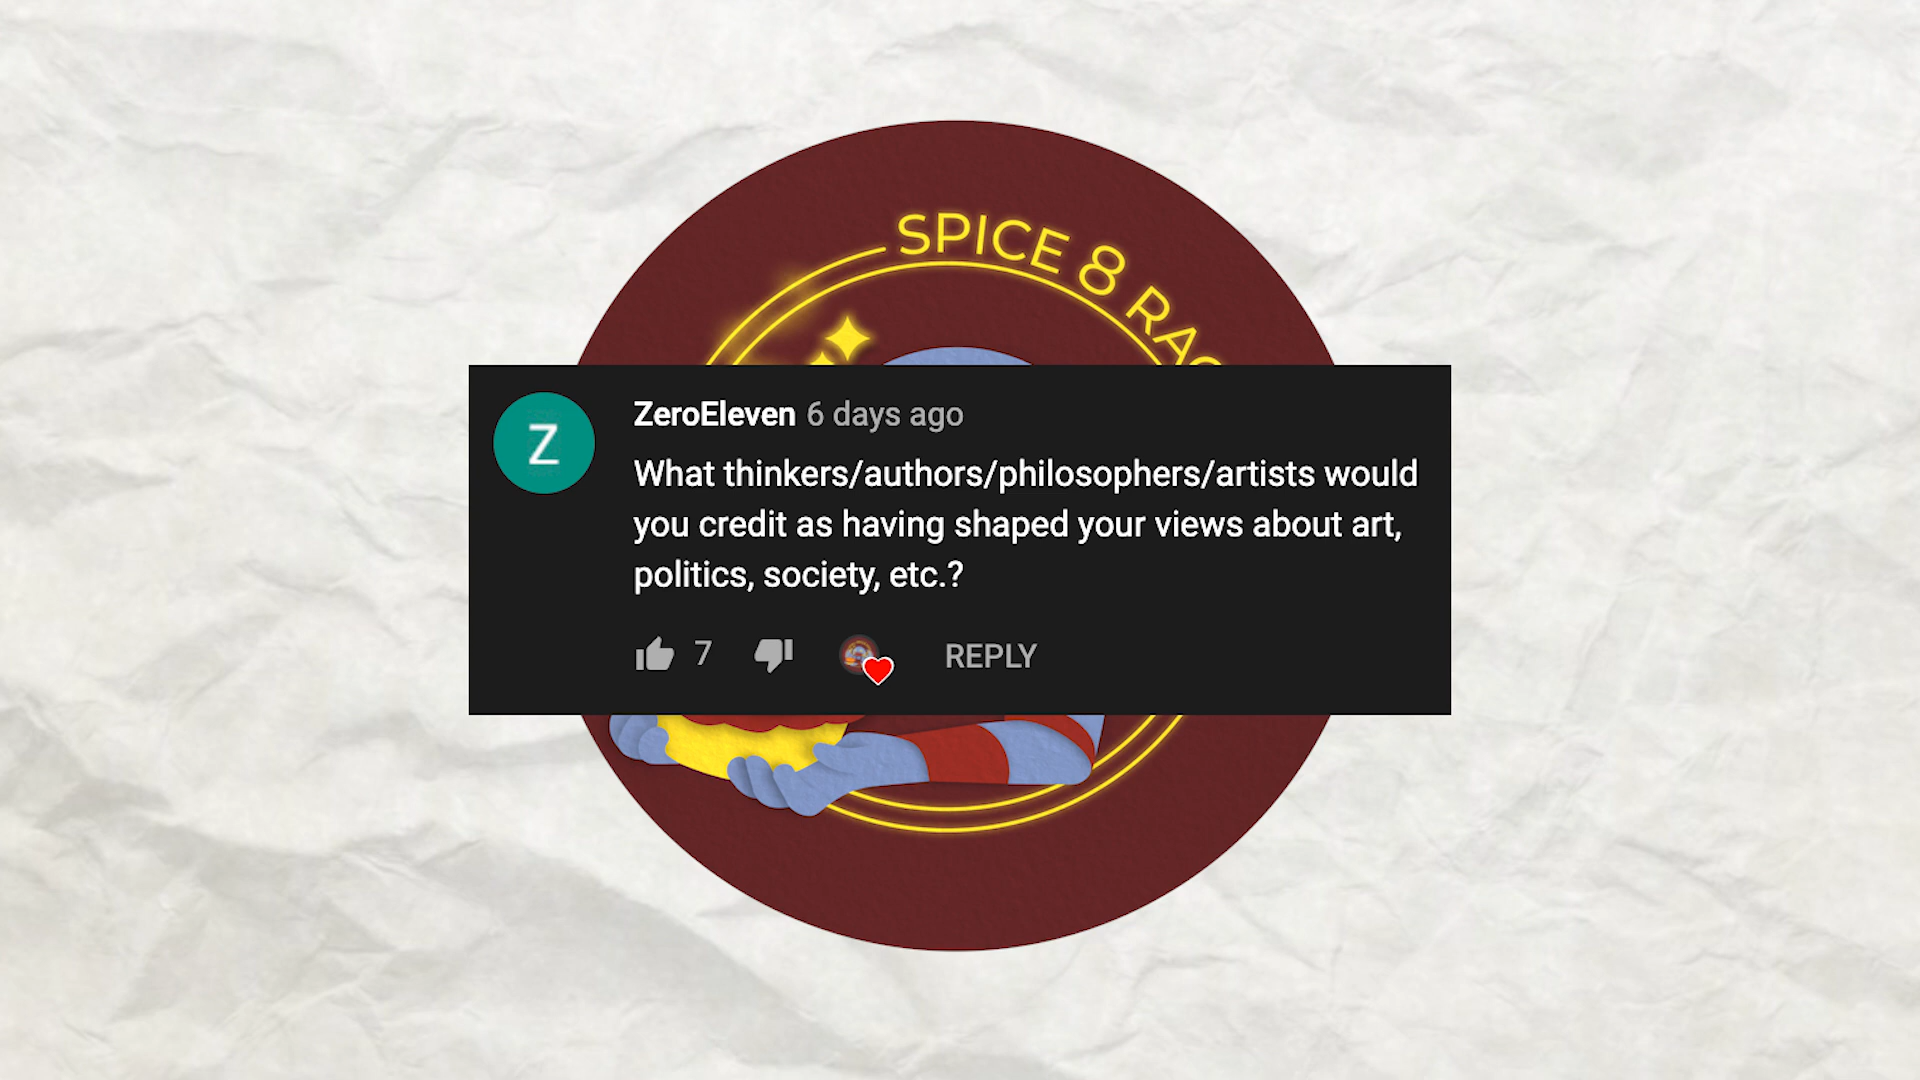 SPICE 8 RAC
Z
ZeroEleven 6 days ago
What thinkers/authors/philosophers/artists would
you credit as having shaped your views about art,
politics, society, etc.?
7
REPLY